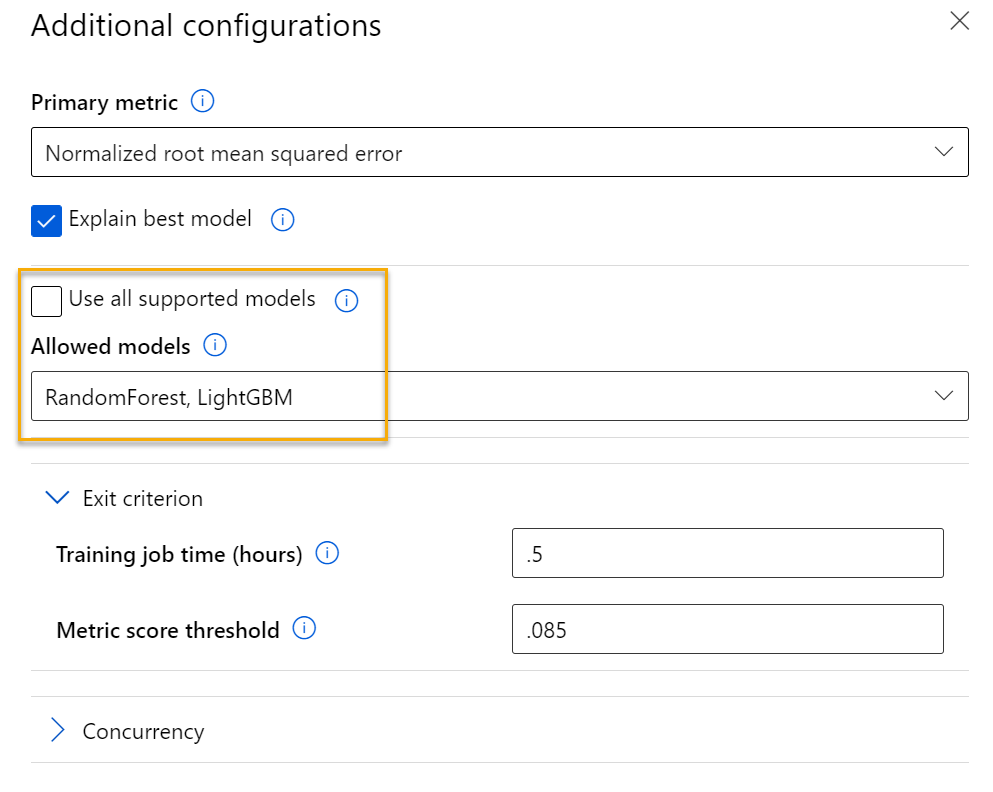 Additional configurations
Primary metric
Normalized root mean squared error
Explain best model
Use all supported models
Allowed models
RandomForest, LightGBM
Exit criterion
Training job time (hours)
.5
Metric score threshold
.085
Concurrency